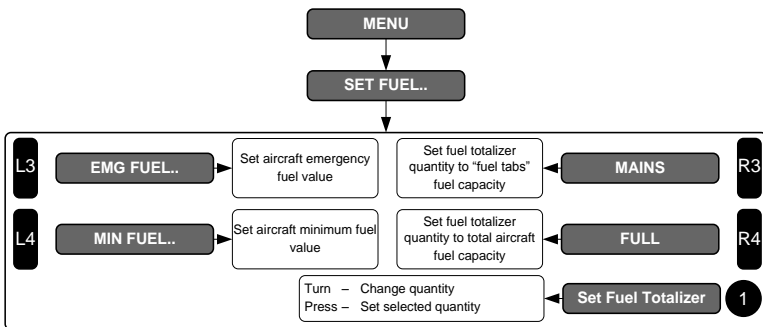 MENU
SET FUEL..
L3
EMG FUEL..
Set aircraft emergency
fuel value
Set fuel totalizer
quantity to “fuel tabs”
fuel capacity
MAINS
R3
L4
MIN FUEL..
Set aircraft minimum fuel
value
Set fuel totalizer
quantity to total aircraft
fuel capacity
FULL
R4
Turn – Change quantity
Press – Set selected quantity
Set Fuel Totalizer
1